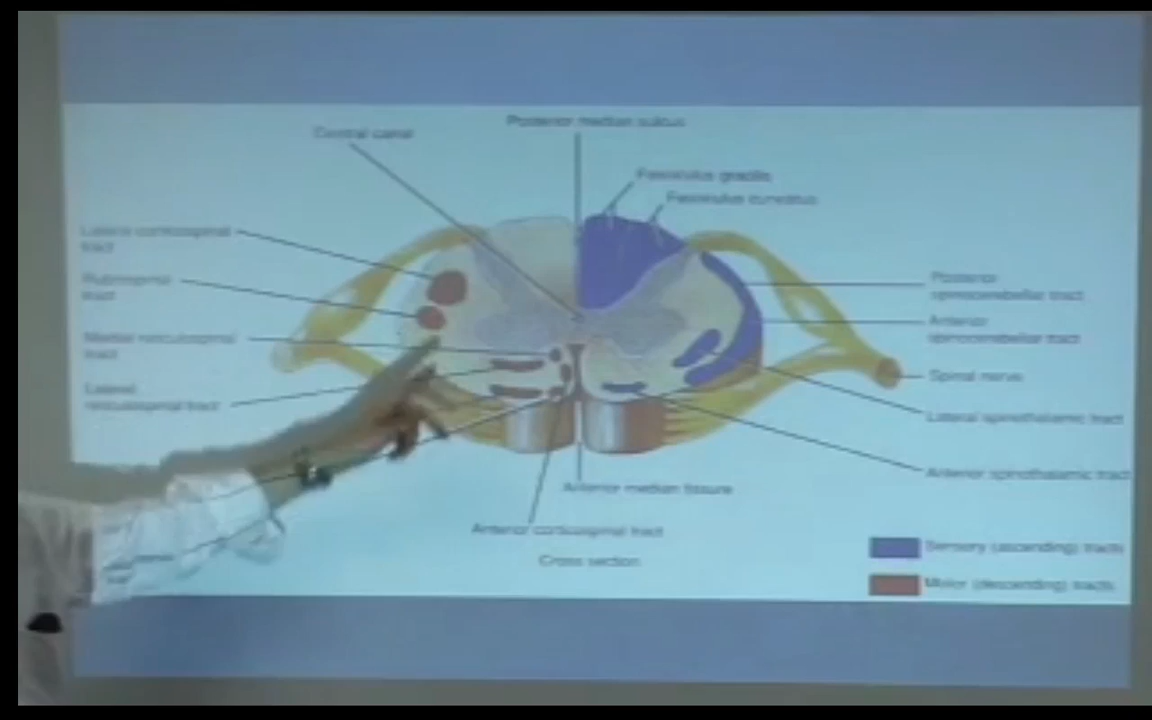 Central canal
Posterior median sulcus
Fasciculus gracilis
Fasciculus cuneatus
Lateral corticospinal
tract
Rubrospinal
tract
Medial reticulospinal
tract
Lateral
reticulospinal tract
Posterior
spinocerebellar tract
Anterior
spinocerebellar tract
Spinal nerve
Lateral spinothalamic tract
Anterior spinothalamic tract
Anterior median fissure
Anterior corticospinal tract
Cross section
Sensory (ascending) tracts
Motor (descending) tracts